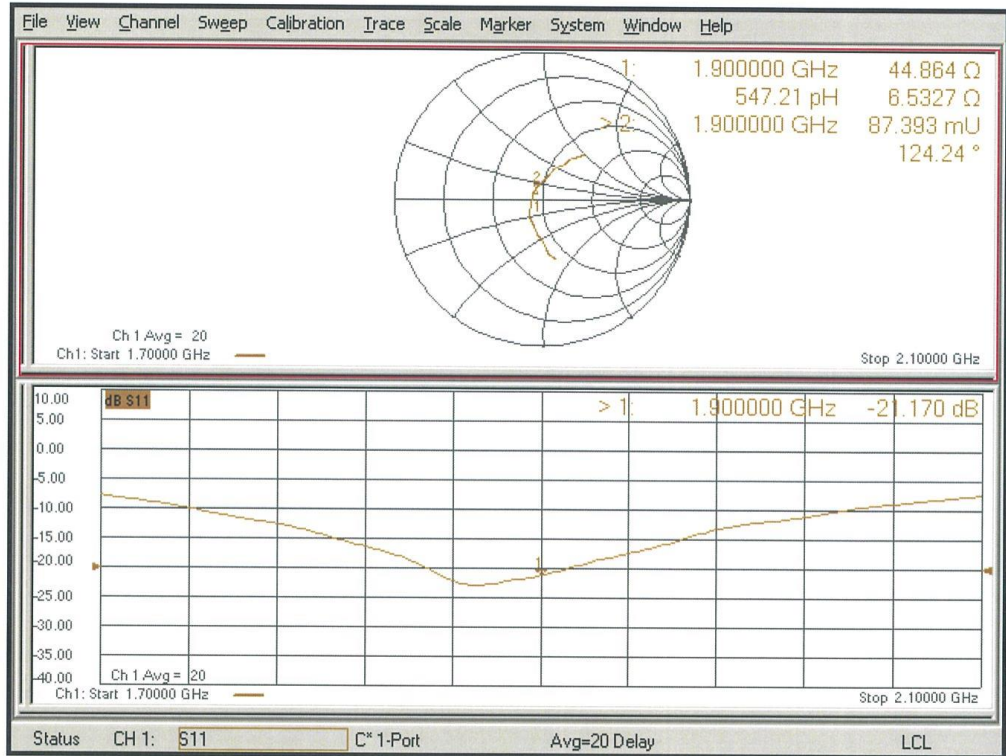 File View Channel Sweep Calibration Trace Scale Marker System Window Help
1: 1.900000 GHz 44.864 Ω
547.21 pH 6.5327 Ω
> 2: 1.900000 GHz 87.393 mU
124.24 °
2
1
Ch 1 Avg = 20
Ch1: Start 1.70000 GHz
Stop 2.10000 GHz
dB S11
> 1: 1.900000 GHz -21.170 dB
10.00
5.00
0.00
-5.00
-10.00
-15.00
-20.00
-25.00
-30.00
-35.00
-40.00
1
Ch 1 Avg = 20
Ch1: Start 1.70000 GHz
Stop 2.10000 GHz
Status CH 1: S11 C* 1-Port Avg=20 Delay LCL